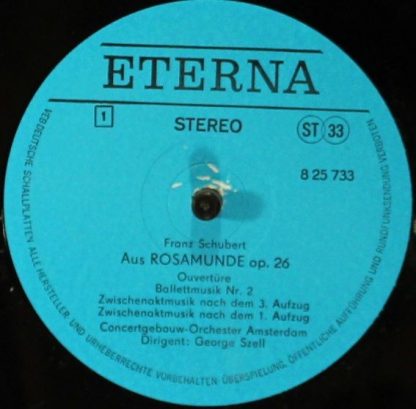 ETERNA
1
STEREO
ST 33
8 25 733
Franz Schubert
Aus ROSAMUNDE op. 26
Ouvertüre
Ballettmusik Nr. 2
Zwischenaktmusik nach dem 3. Aufzug
Zwischenaktmusik nach dem 1. Aufzug
Concertgebouw-Orchester Amsterdam
Dirigent: George Szell
VEB DEUTSCHE SCHALLPLATTEN ALLE HERSTELLER- UND URHEBERRECHTE VORBEHALTEN · ÜBERSPIELUNG, ÖFFENTLICHE AUFFÜHRUNG UND RUNDFUNKSENDUNG VERBOTEN